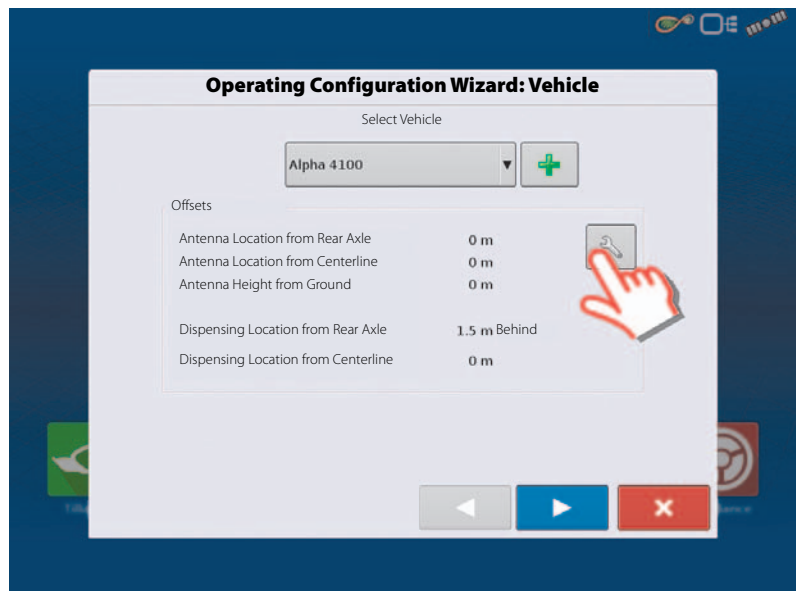 Operating Configuration Wizard: Vehicle
Select Vehicle
Alpha 4100
Offsets
Antenna Location from Rear Axle 0 m
Antenna Location from Centerline 0 m
Antenna Height from Ground 0 m
Dispensing Location from Rear Axle 1.5 m Behind
Dispensing Location from Centerline 0 m